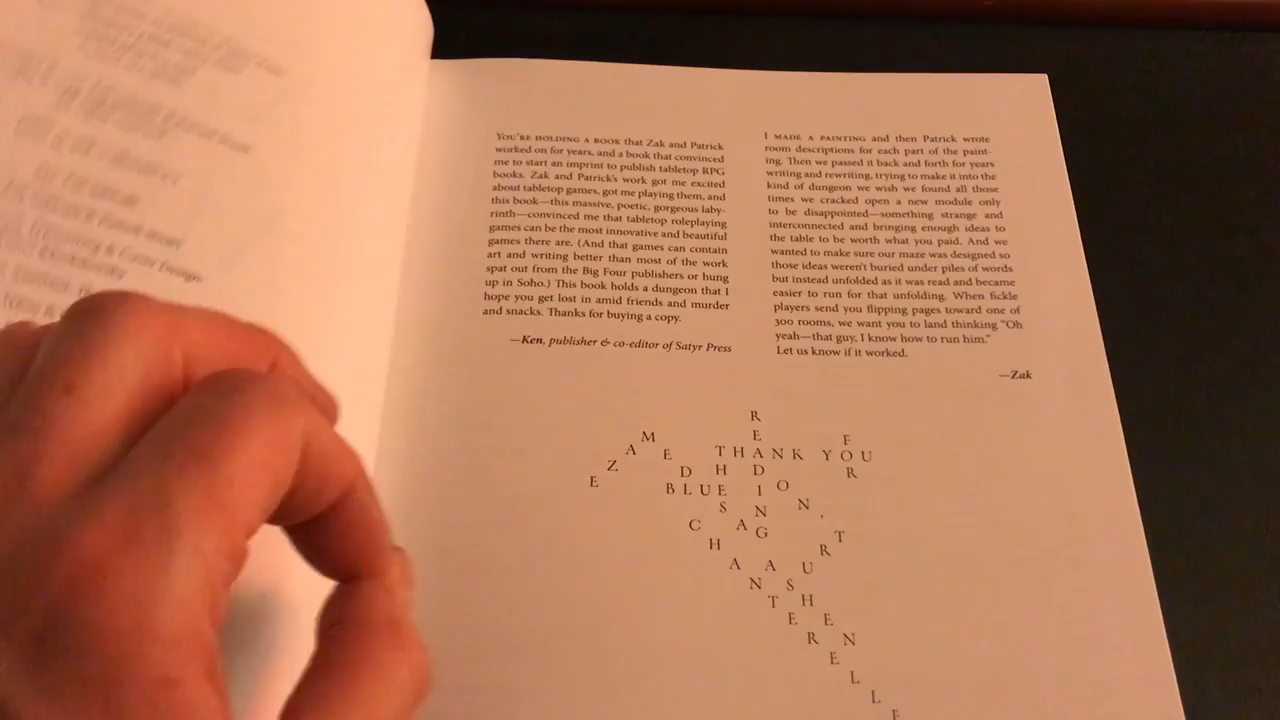 YOU'RE HOLDING A BOOK that Zak and Patrick
worked on for years, and a book that convinced
me to start an imprint to publish tabletop RPG
books. Zak and Patrick's work got me excited
about tabletop games, got me playing them, and
this book—this massive, poetic, gorgeous laby-
rinth—convinced me that tabletop roleplaying
games can be the most innovative and beautiful
games there are. (And that games can contain
art and writing better than most of the work
spat out from the Big Four publishers or hung
up in Soho.) This book holds a dungeon that I
hope you get lost in amid friends and murder
and snacks. Thanks for buying a copy.
—Ken, publisher & co-editor of Satyr Press
I MADE A PAINTING and then Patrick wrote
room descriptions for each part of the paint-
ing. Then we passed it back and forth for years
writing and rewriting, trying to make it into the
kind of dungeon we wish we found all those
times we cracked open a new module only
to be disappointed—something strange and
interconnected and bringing enough ideas to
the table to be worth what you paid. And we
wanted to make sure our maze was designed so
those ideas weren't buried under piles of words
but instead unfolded as it was read and became
easier to run for that unfolding. When fickle
players send you flipping pages toward one of
300 rooms, we want you to land thinking “Oh
yeah—that guy, I know how to run him.”
Let us know if it worked.
—Zak
R
M E F
A E THANK YOU
Z D H D R
E BLUE I O
S N N,
C A G T
H R
A A U
N S
T H
E E
R N
E
L
L
E